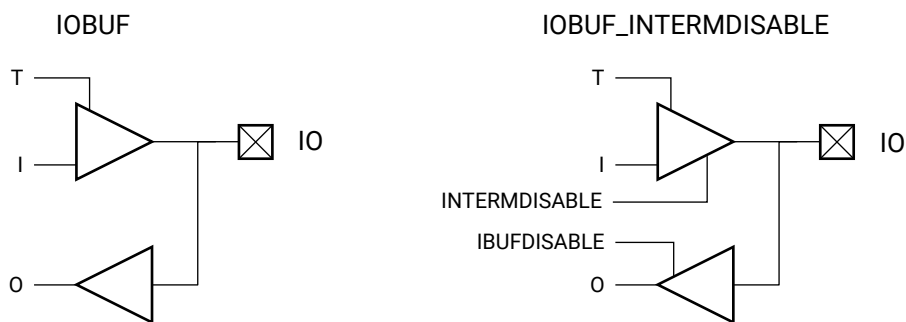 IOBUF
T
I
IO
O
IOBUF_INTERMDISABLE
T
I
IO
INTERMDISABLE
IBUFDISABLE
O